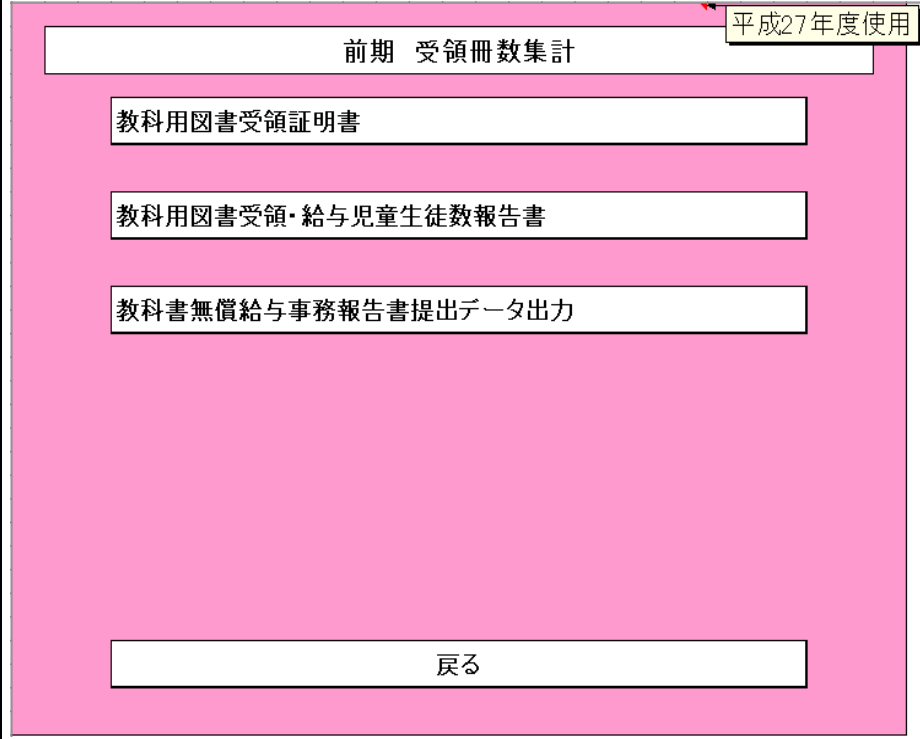 平成27年度使用
前期 受領冊数集計
教科用図書受領証明書
教科用図書受領・給与児童生徒数報告書
教科書無償給与事務報告書提出データ出力
戻る